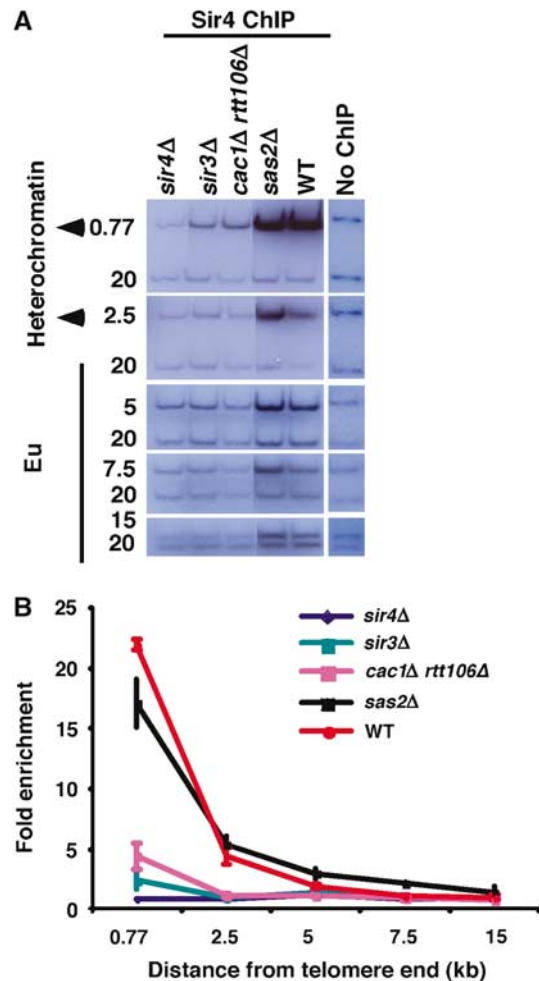 A
Sir4 ChIP
sir4Δ
sir3Δ
cac1Δ rtt106Δ
sas2Δ
WT
No ChIP
Heterochromatin
0.77
20
2.5
20
Eu
5
20
7.5
20
15
20
B
25
20
15
10
5
0
Fold enrichment
sir4Δ
sir3Δ
cac1Δ rtt106Δ
sas2Δ
WT
0.77 2.5 5 7.5 15
Distance from telomere end (kb)